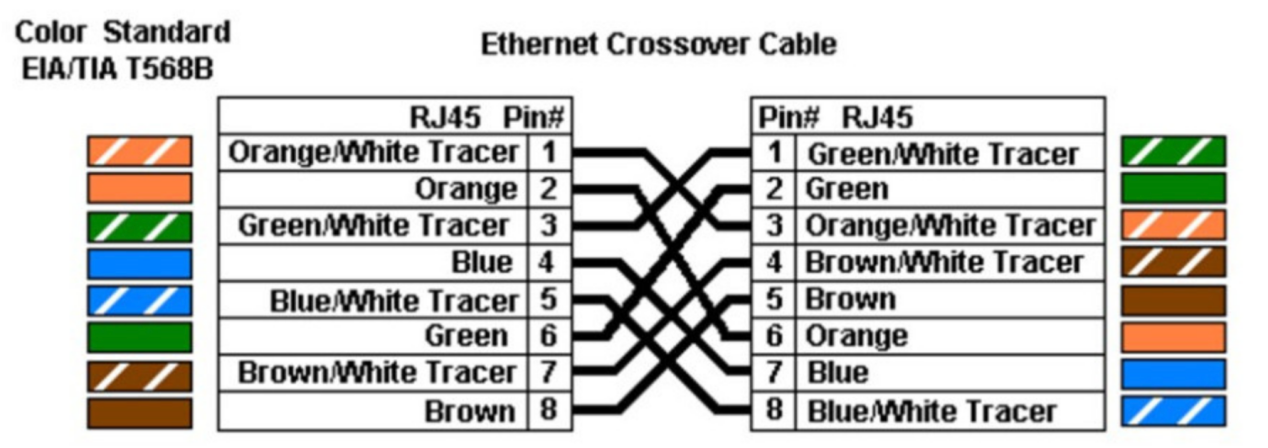 Color Standard
EIA/TIA T568B
Ethernet Crossover Cable
RJ45 Pin#
Orange/White Tracer 1
Orange 2
Green/White Tracer 3
Blue 4
Blue/White Tracer 5
Green 6
Brown/White Tracer 7
Brown 8
Pin# RJ45
1 Green/White Tracer
2 Green
3 Orange/White Tracer
4 Brown/White Tracer
5 Brown
6 Orange
7 Blue
8 Blue/White Tracer